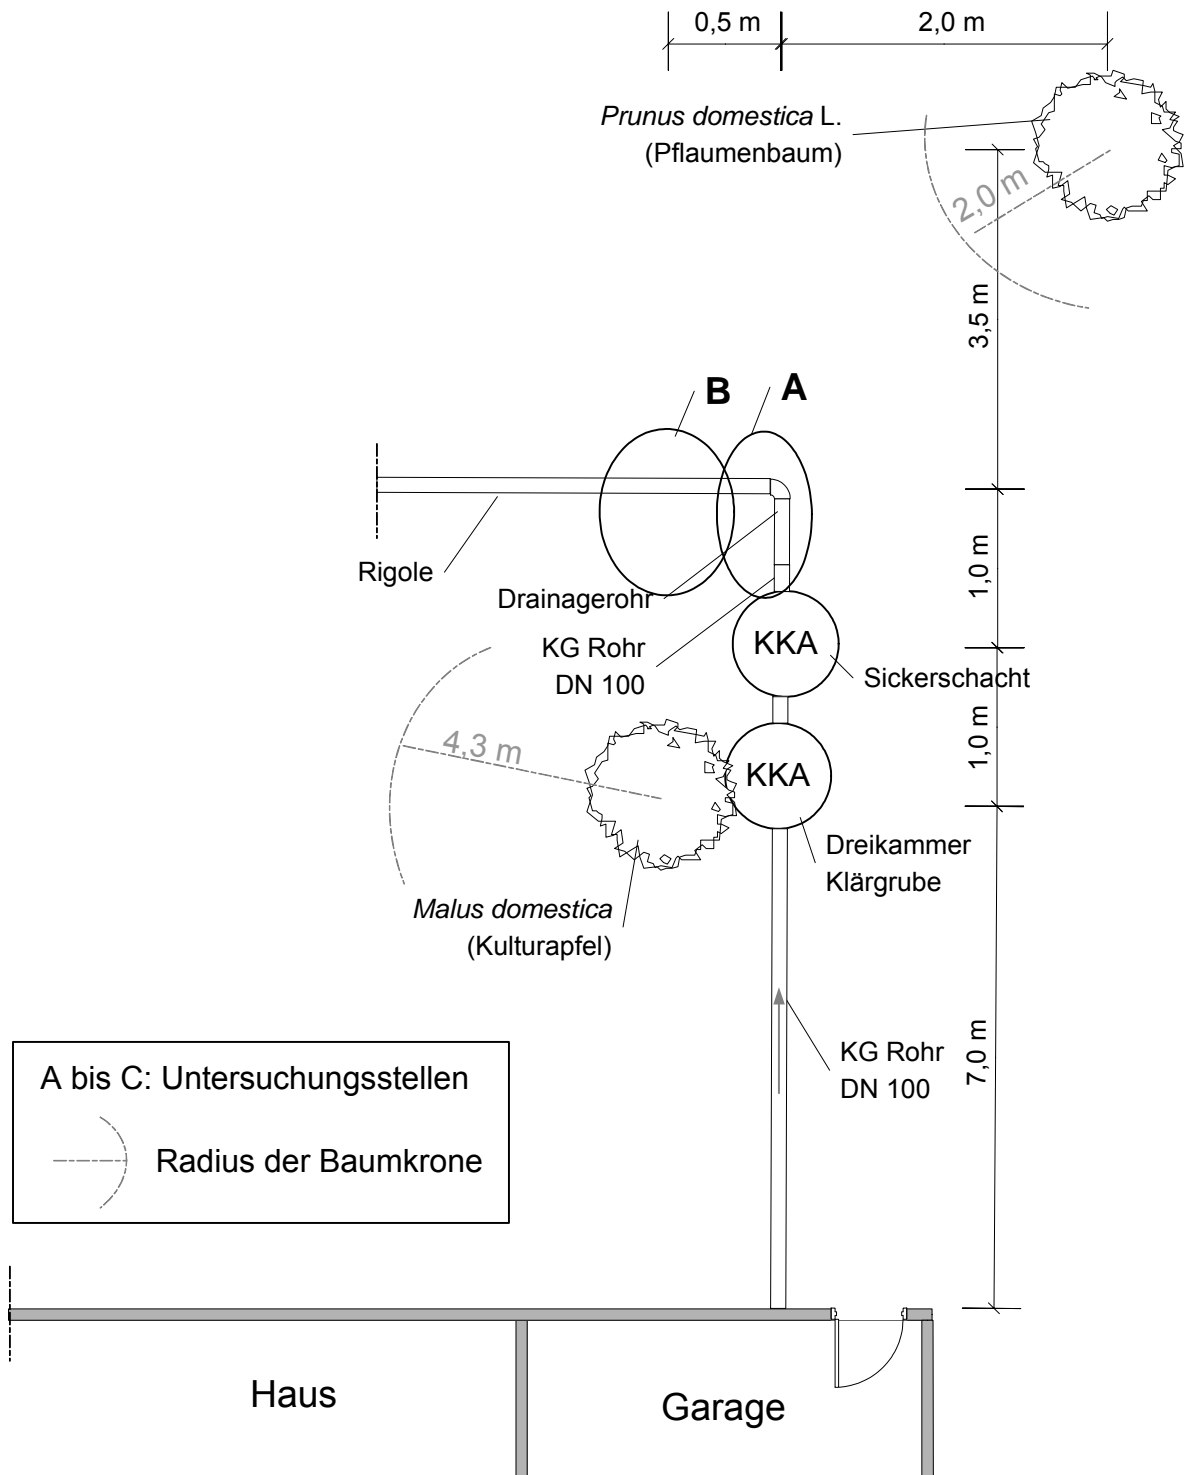 0,5 m
2,0 m
Prunus domestica L.
(Pflaumenbaum)
2,0 m
3,5 m
B
A
Rigole
Drainagerohr
1,0 m
KG Rohr
DN 100
KKA
Sickerschacht
4,3 m
KKA
1,0 m
Dreikammer
Klärgrube
Malus domestica
(Kulturapfel)
KG Rohr
DN 100
7,0 m
A bis C: Untersuchungsstellen
Radius der Baumkrone
Haus
Garage